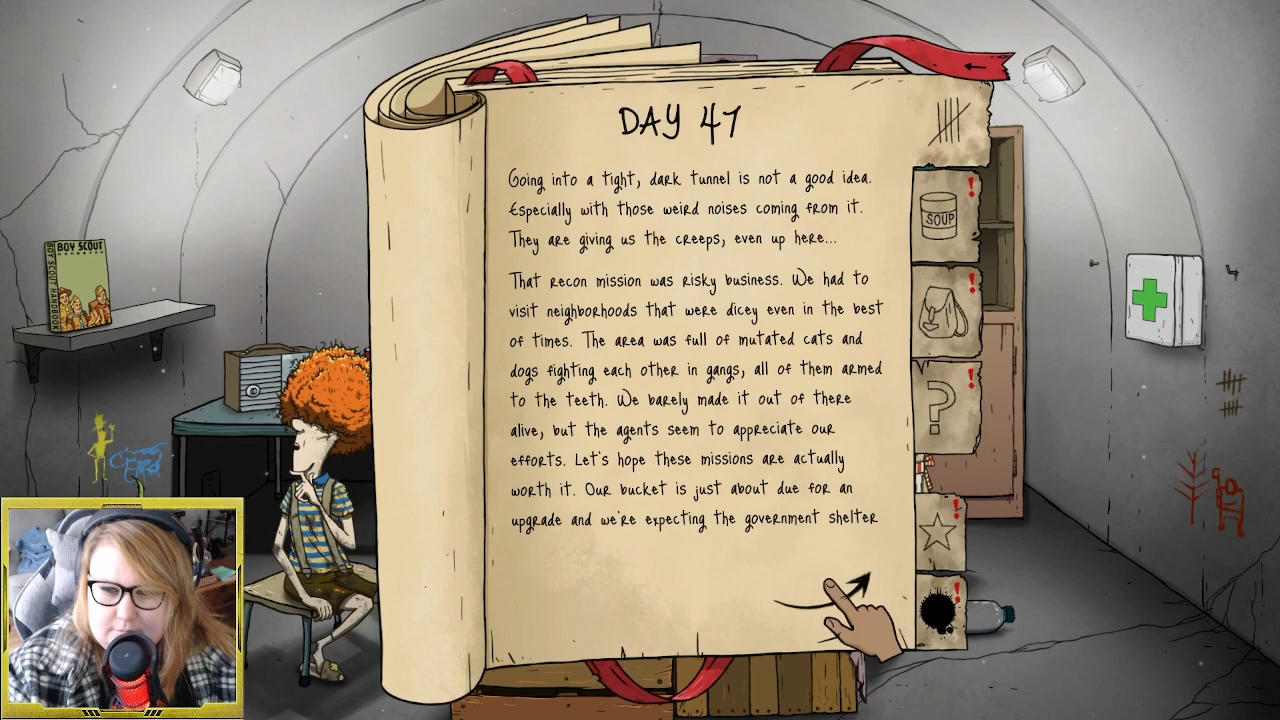 DAY 47
Going into a tight, dark tunnel is not a good idea.
Especially with those weird noises coming from it.
They are giving us the creeps, even up here...
That recon mission was risky business. We had to
visit neighborhoods that were dicey even in the best
of times. The area was full of mutated cats and
dogs fighting each other in gangs, all of them armed
to the teeth. We barely made it out of there
alive, but the agents seem to appreciate our
efforts. Let's hope these missions are actually
worth it. Our bucket is just about due for an
upgrade and we're expecting the government shelter
!
SOUP
!
!
?
!
!
BOY SCOUT
BOY SCOUT HANDBOOK